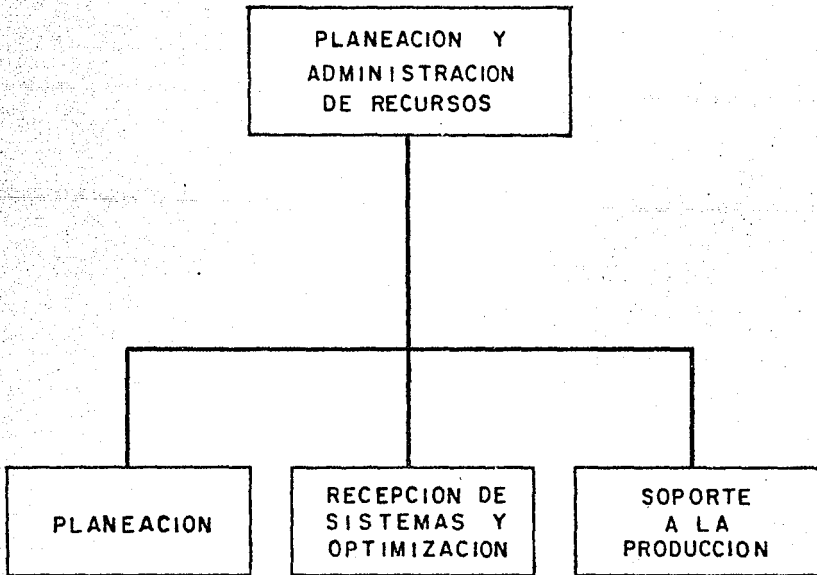 PLANEACION Y
ADMINISTRACION
DE RECURSOS
PLANEACION
RECEPCION DE
SISTEMAS Y
OPTIMIZACION
SOPORTE
A LA
PRODUCCION